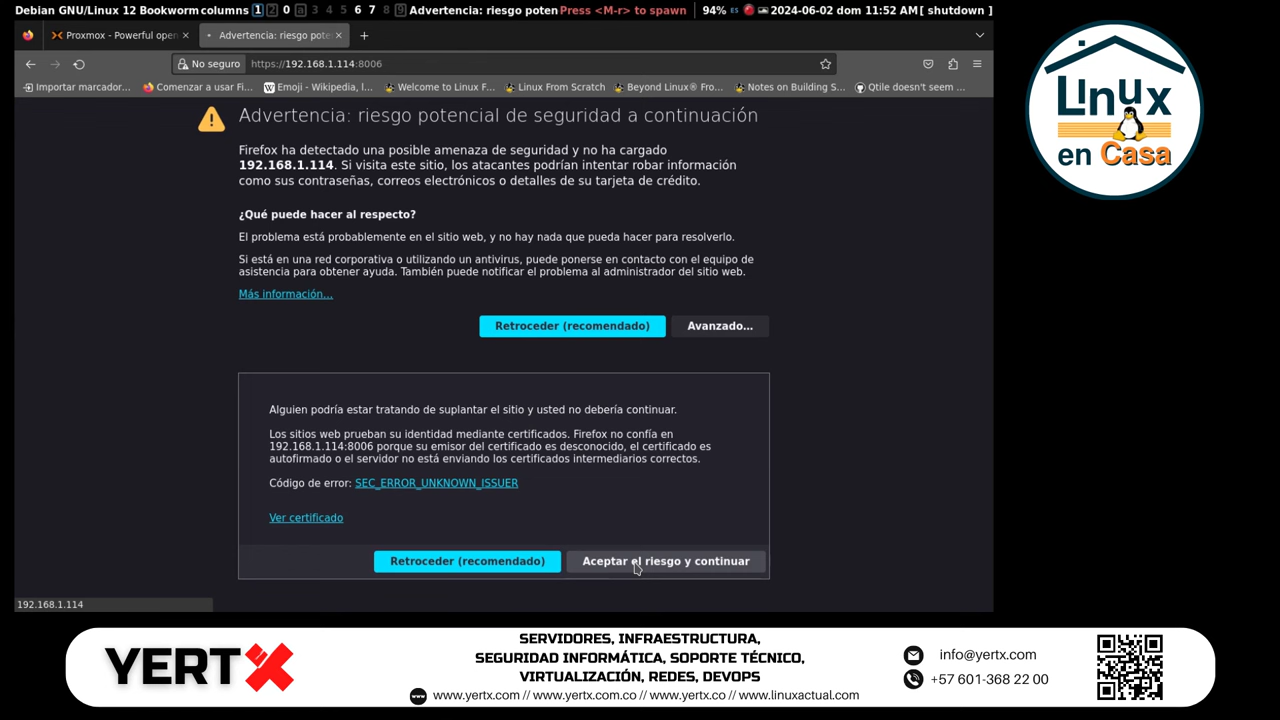 Debian GNU/Linux 12 Bookworm columns 1 2 0 a 3 4 5 6 7 8 9 Advertencia: riesgo poten Press <M-r> to spawn 94% ES 2024-06-02 dom 11:52 AM [ shutdown ]
Proxmox - Powerful open
Advertencia: riesgo pote
No seguro
https://192.168.1.114:8006
Importar marcador...
Comenzar a usar Fi...
Emoji - Wikipedia, l...
Welcome to Linux F...
Linux From Scratch
Beyond Linux® Fro...
Notes on Building S...
Qtile doesn't seem ...
Advertencia: riesgo potencial de seguridad a continuación
Firefox ha detectado una posible amenaza de seguridad y no ha cargado
192.168.1.114. Si visita este sitio, los atacantes podrían intentar robar información
como sus contraseñas, correos electrónicos o detalles de su tarjeta de crédito.
¿Qué puede hacer al respecto?
El problema está probablemente en el sitio web, y no hay nada que pueda hacer para resolverlo.
Si está en una red corporativa o utilizando un antivirus, puede ponerse en contacto con el equipo de
asistencia para obtener ayuda. También puede notificar el problema al administrador del sitio web.
Más información...
Retroceder (recomendado)
Avanzado...
Alguien podría estar tratando de suplantar el sitio y usted no debería continuar.
Los sitios web prueban su identidad mediante certificados. Firefox no confía en
192.168.1.114:8006 porque su emisor del certificado es desconocido, el certificado es
autofirmado o el servidor no está enviando los certificados intermediarios correctos.
Código de error: SEC_ERROR_UNKNOWN_ISSUER
Ver certificado
Retroceder (recomendado)
Aceptar el riesgo y continuar
192.168.1.114
Linux
en Casa
YERTX
SERVIDORES, INFRAESTRUCTURA,
SEGURIDAD INFORMÁTICA, SOPORTE TÉCNICO,
VIRTUALIZACIÓN, REDES, DEVOPS
www.yertx.com // www.yertx.com.co // www.yertx.co // www.linuxactual.com
info@yertx.com
+57 601-368 22 00